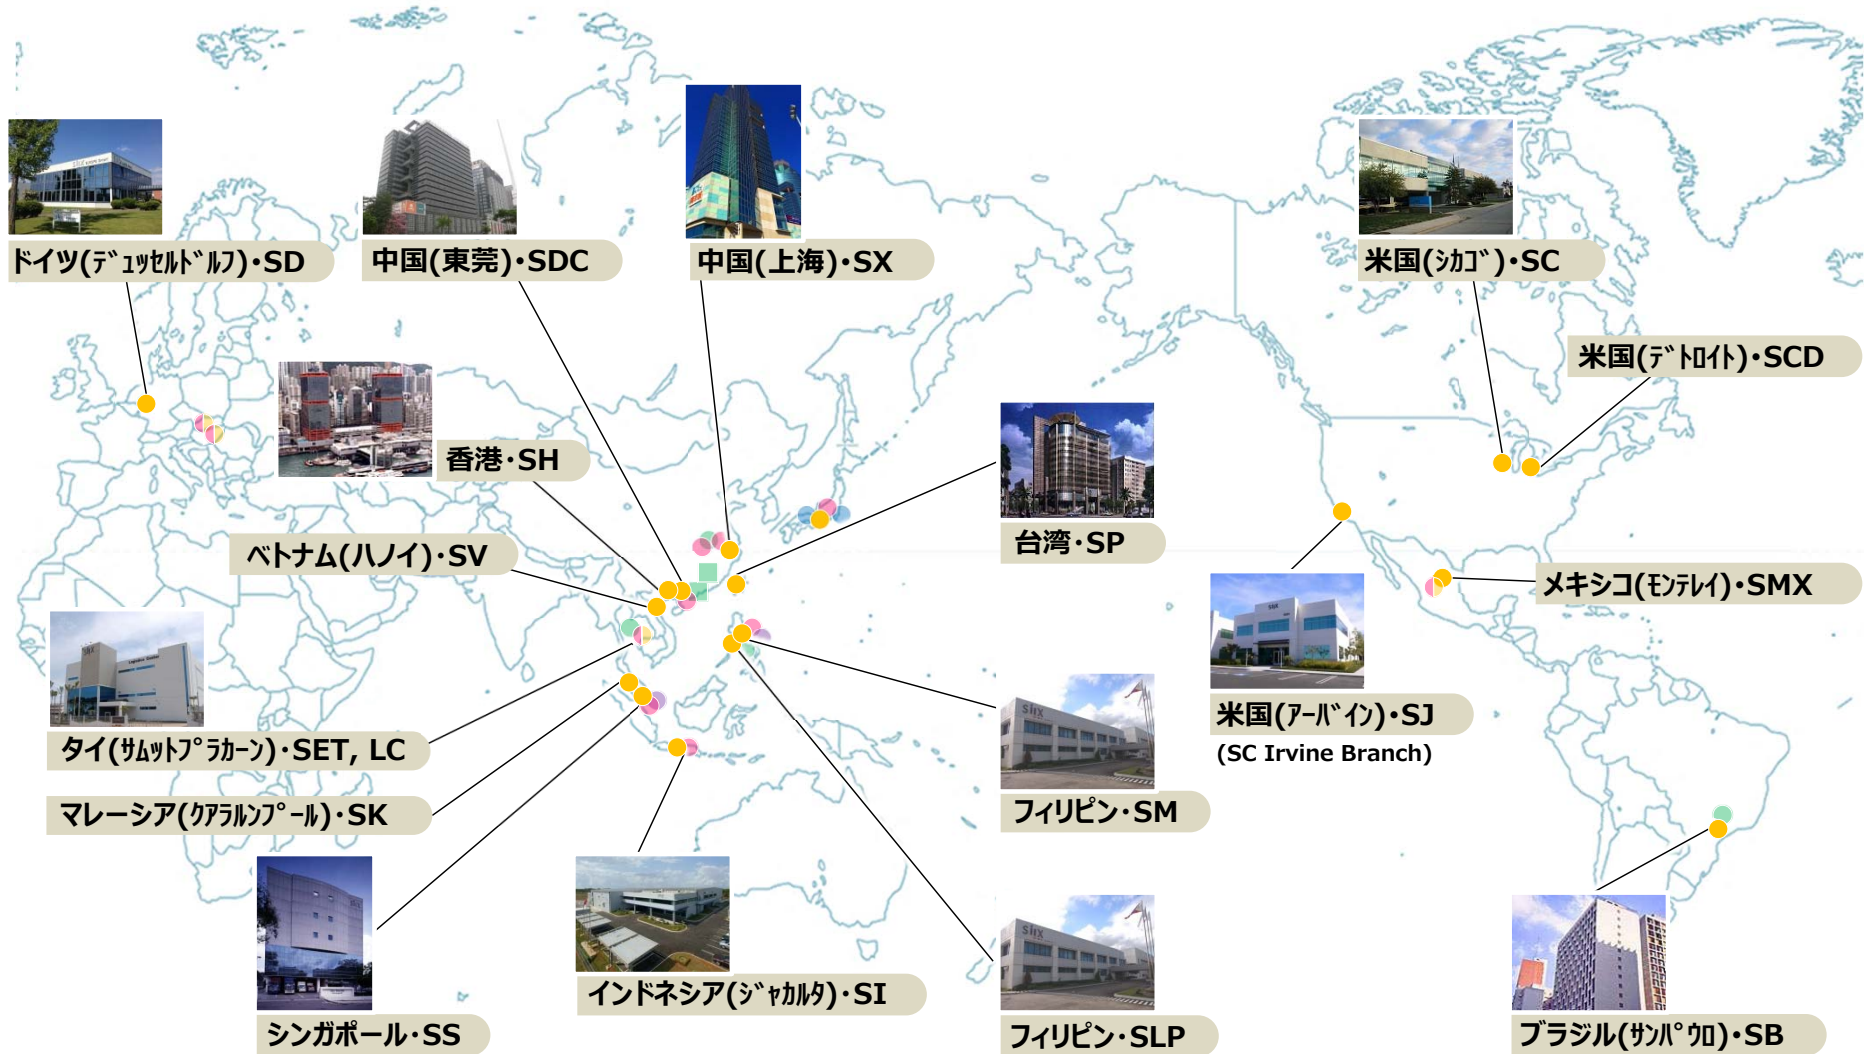 ドイツ(ﾃﾞｭｯｾﾙﾄﾞﾙﾌ)・SD
中国(東莞)・SDC
中国(上海)・SX
米国(ｼｶｺﾞ)・SC
米国(ﾃﾞﾄﾛｲﾄ)・SCD
香港・SH
台湾・SP
ベトナム(ハノイ)・SV
メキシコ(ﾓﾝﾃﾚｲ)・SMX
米国(ｱｰﾊﾞｲﾝ)・SJ
(SC Irvine Branch)
タイ(ｻﾑｯﾄﾌﾟﾗｶｰﾝ)・SET, LC
マレーシア(ｸｱﾗﾙﾝﾌﾟｰﾙ)・SK
siix
フィリピン・SM
シンガポール・SS
インドネシア(ｼﾞｬｶﾙﾀ)・SI
siix
フィリピン・SLP
ブラジル(ｻﾝﾊﾟｳﾛ)・SB